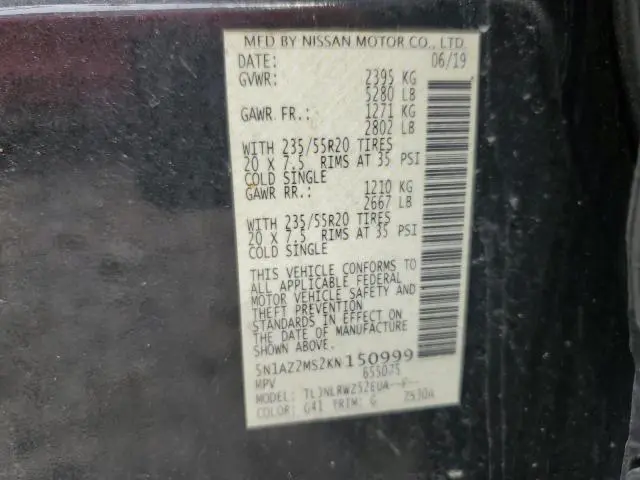 MFD BY NISSAN MOTOR CO., LTD.
DATE: 06/19
GVWR: 2395 KG
5280 LB
GAWR FR.: 1271 KG
2802 LB
WITH 235/55R20 TIRES
20 X 7.5 RIMS AT 35 PSI
COLD SINGLE
GAWR RR.: 1210 KG
2667 LB
WITH 235/55R20 TIRES
20 X 7.5 RIMS AT 35 PSI
COLD SINGLE
THIS VEHICLE CONFORMS TO
ALL APPLICABLE FEDERAL
MOTOR VEHICLE SAFETY AND
THEFT PREVENTION
STANDARDS IN EFFECT ON
THE DATE OF MANUFACTURE
SHOWN ABOVE.
5N1AZ2MS2KN150999
MPV
COLOR: G41 TRIM: G